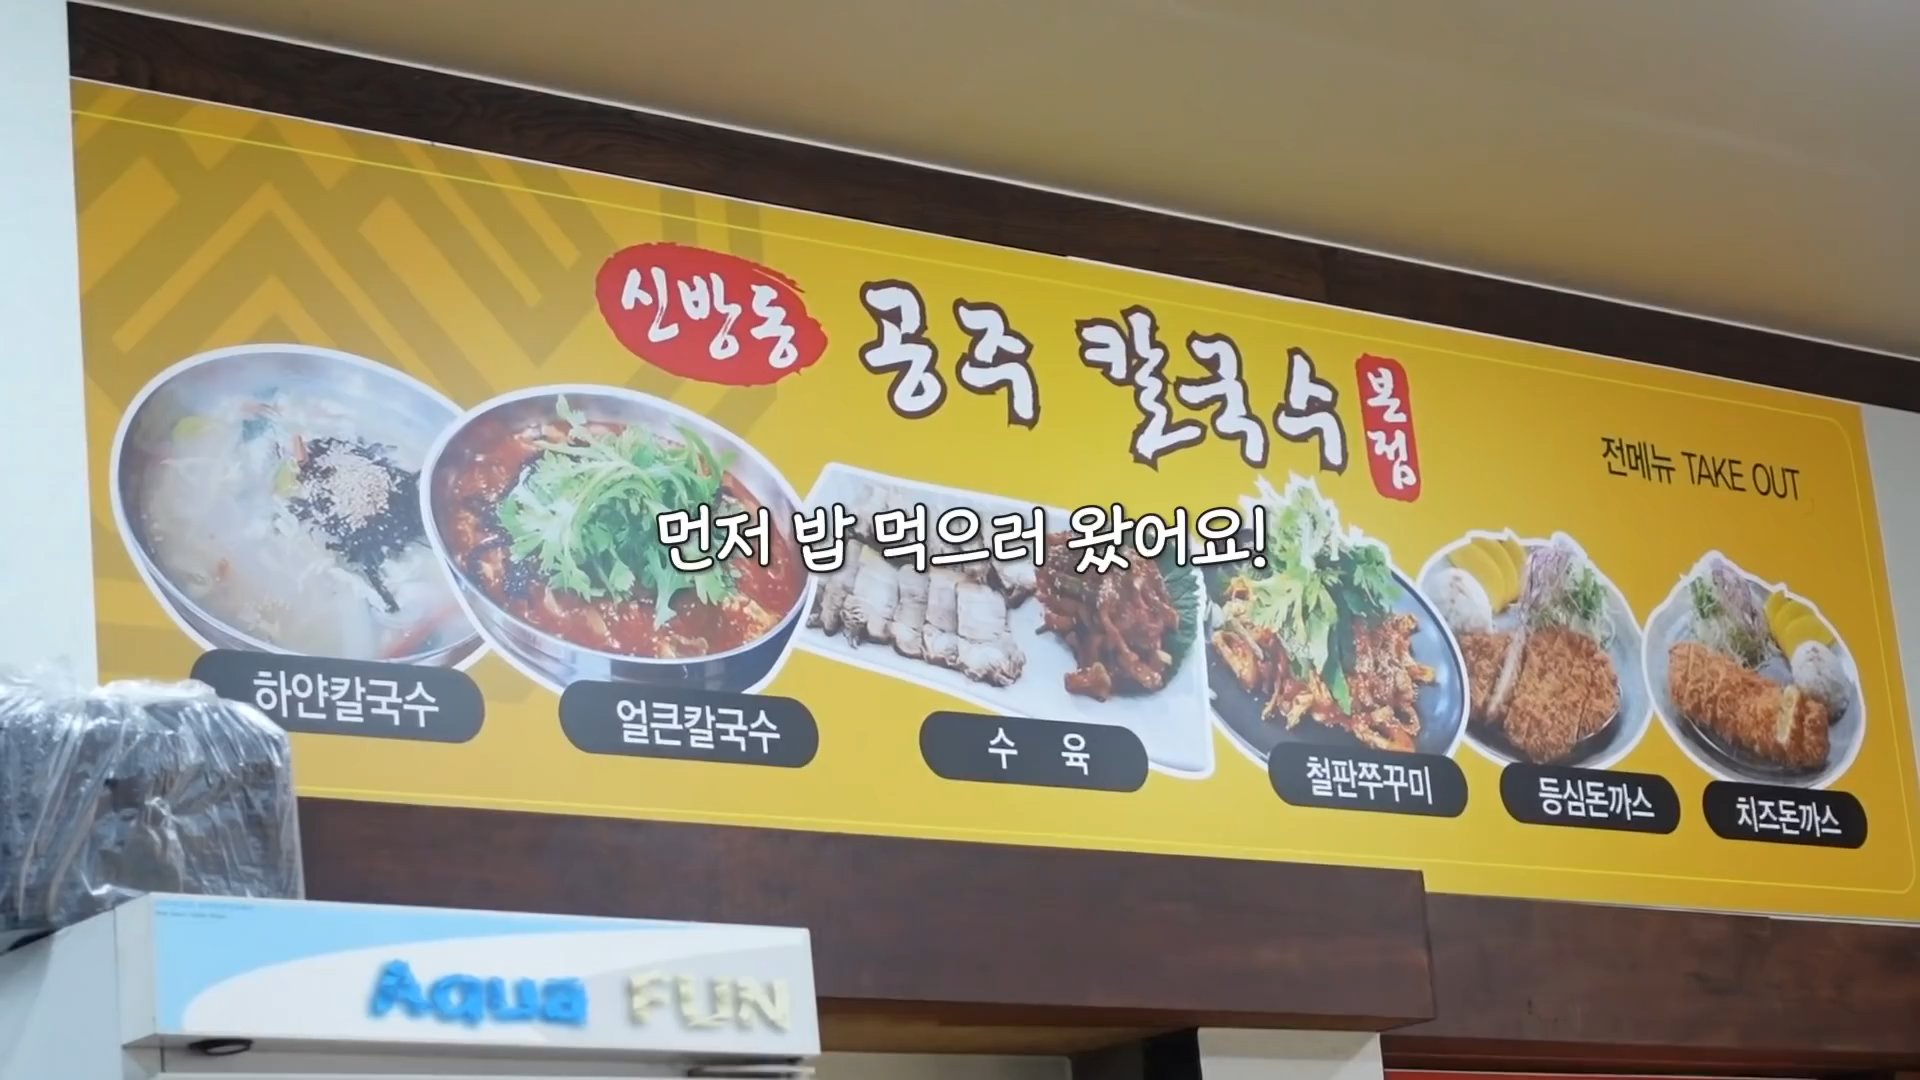 신방동 공주 칼국수 본점
전메뉴 TAKE OUT
먼저 밥 먹으러 왔어요!
하얀칼국수
얼큰칼국수
수 육
철판쭈꾸미
등심돈까스
치즈돈까스
Aqua FUN